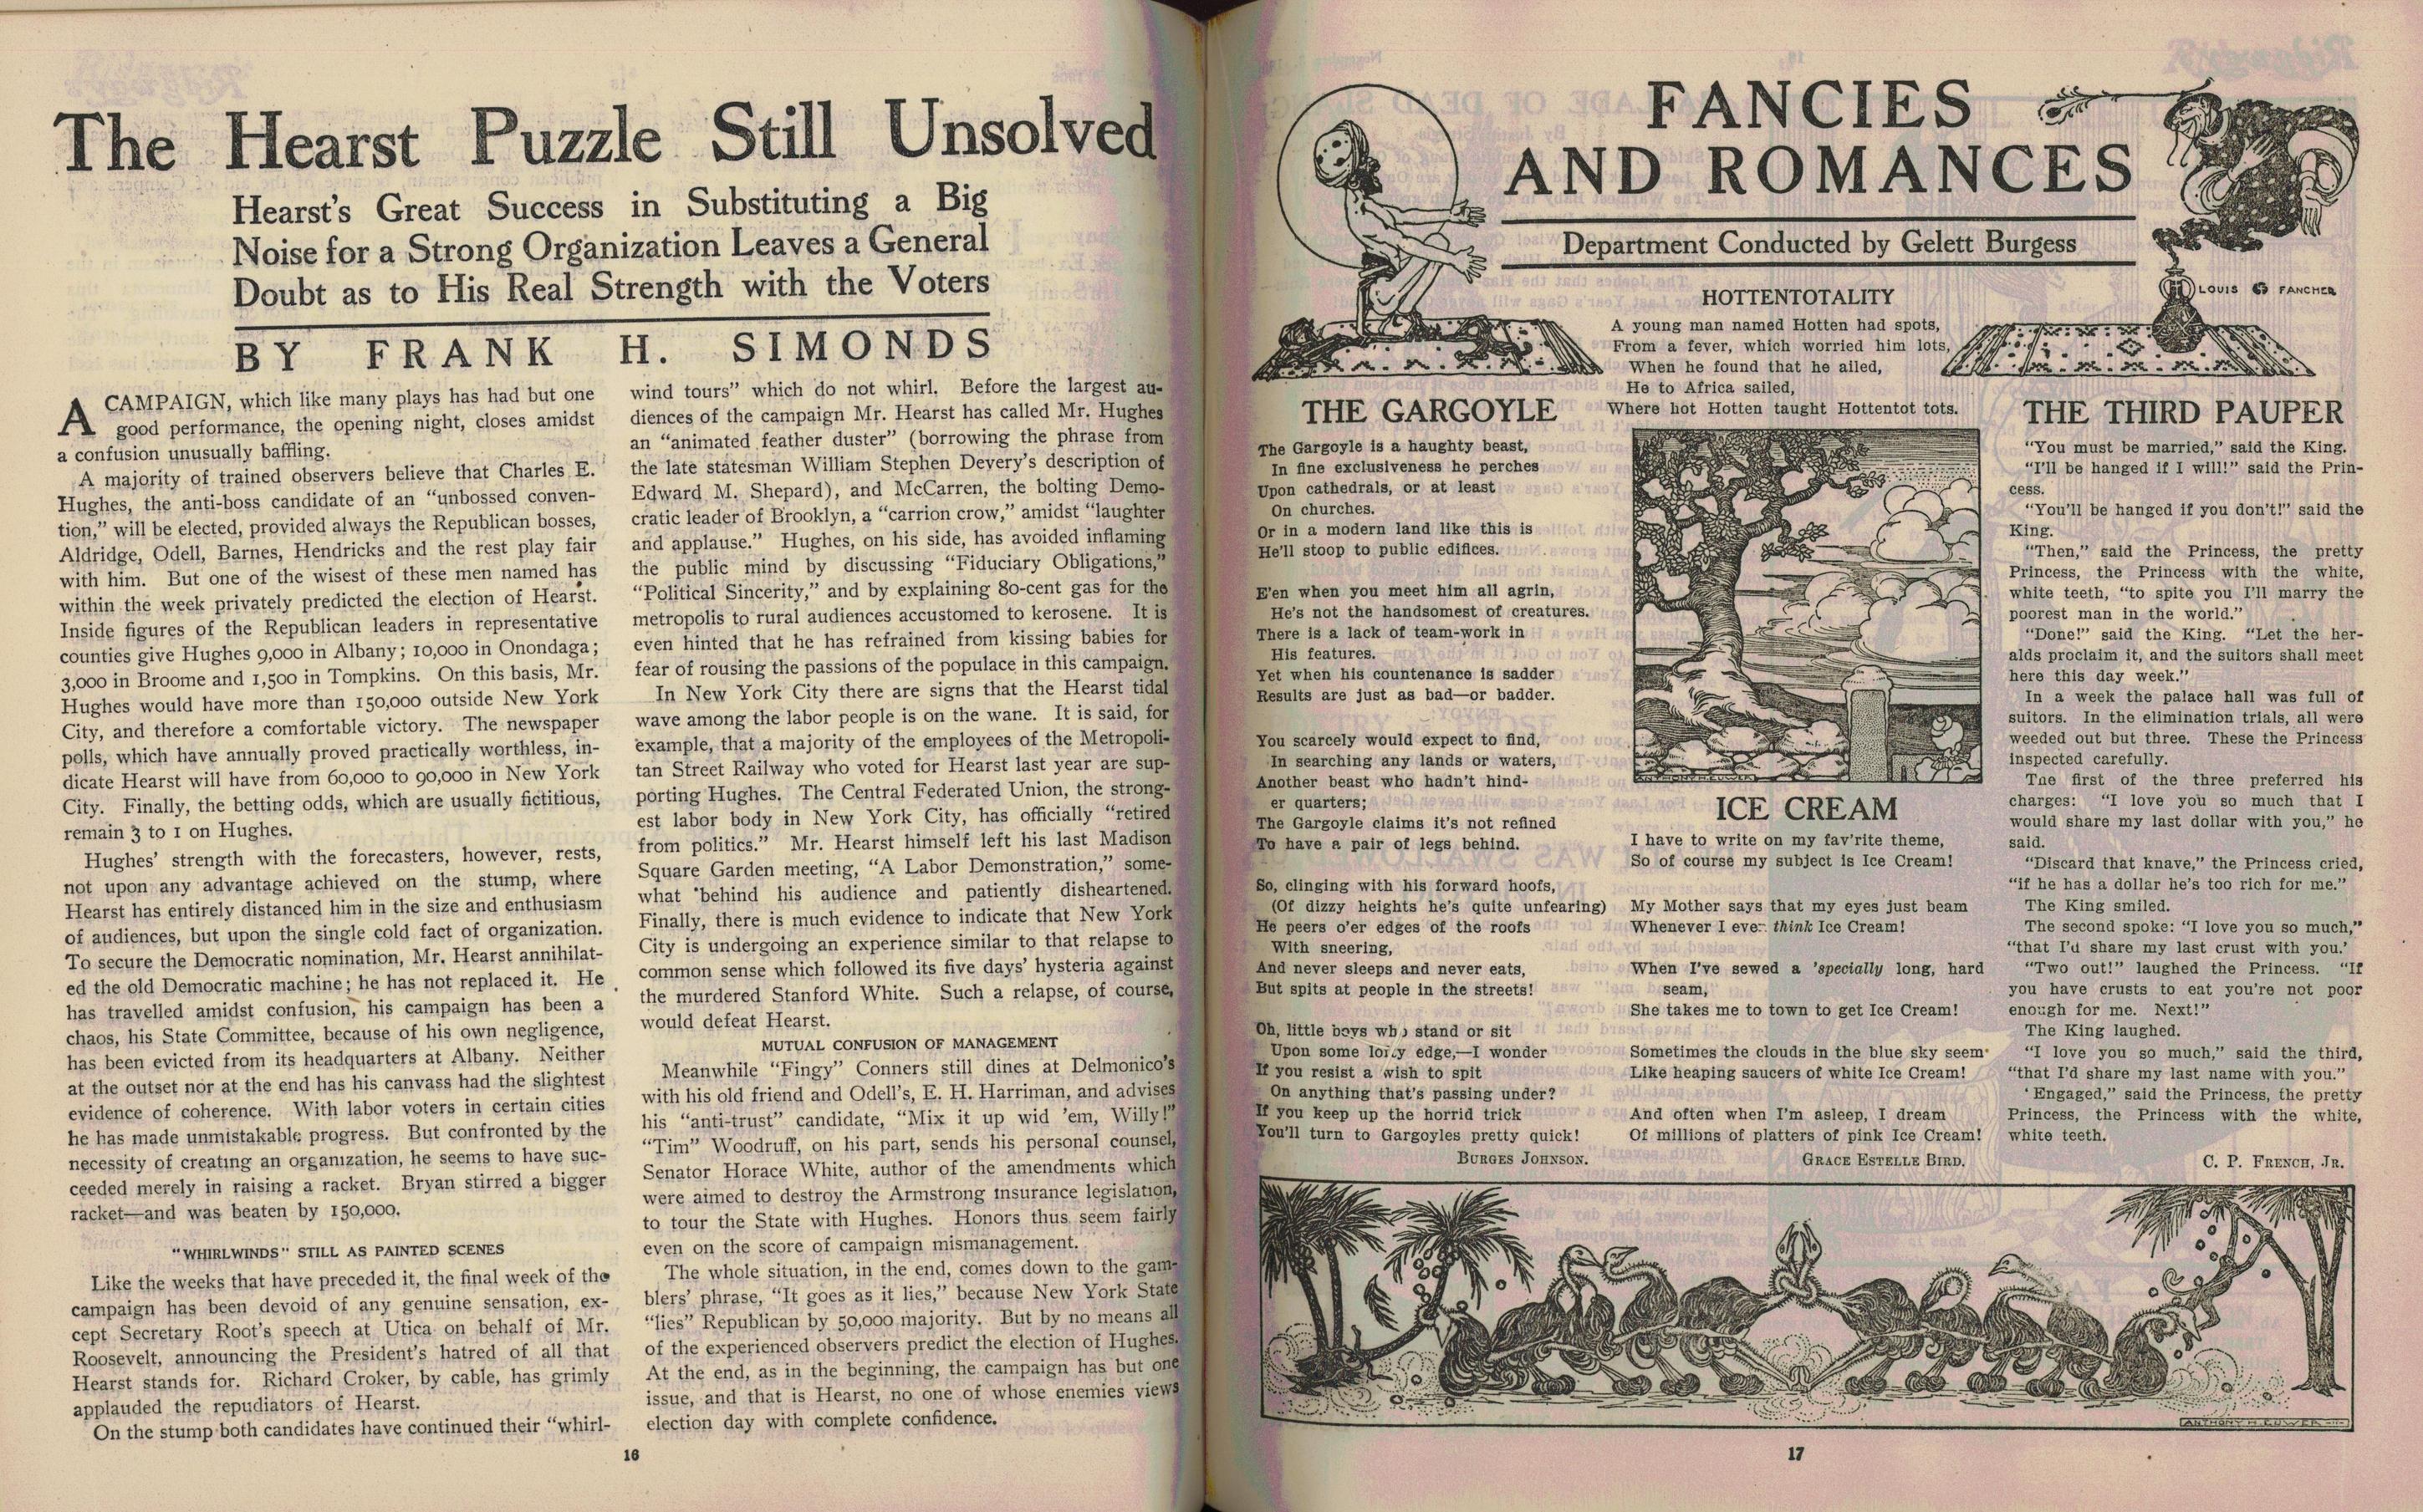 The Hearst Puzzle Still Unsolved
Hearst's Great Success in Substituting a Big
Noise for a Strong Organization Leaves a General
Doubt as to His Real Strength with the Voters
BY FRANK H. SIMONDS
A CAMPAIGN, which like many plays has had but one
good performance, the opening night, closes amidst
a confusion unusually baffling.
A majority of trained observers believe that Charles E.
Hughes, the anti-boss candidate of an "unbossed conven-
tion," will be elected, provided always the Republican bosses,
Aldridge, Odell, Barnes, Hendricks and the rest play fair
with him. But one of the wisest of these men named has
within the week privately predicted the election of Hearst.
Inside figures of the Republican leaders in representative
counties give Hughes 9,000 in Albany; 10,000 in Onondaga;
3,000 in Broome and 1,500 in Tompkins. On this basis, Mr.
Hughes would have more than 150,000 outside New York
City, and therefore a comfortable victory. The newspaper
polls, which have annually proved practically worthless, in-
dicate Hearst will have from 60,000 to 90,000 in New York
City. Finally, the betting odds, which are usually fictitious,
remain 3 to 1 on Hughes.
Hughes' strength with the forecasters, however, rests,
not upon any advantage achieved on the stump, where
Hearst has entirely distanced him in the size and enthusiasm
of audiences, but upon the single cold fact of organization.
To secure the Democratic nomination, Mr. Hearst annihilat-
ed the old Democratic machine; he has not replaced it. He
has travelled amidst confusion, his campaign has been a
chaos, his State Committee, because of his own negligence,
has been evicted from its headquarters at Albany. Neither
at the outset nor at the end has his canvass had the slightest
evidence of coherence. With labor voters in certain cities
he has made unmistakable progress. But confronted by the
necessity of creating an organization, he seems to have suc-
ceeded merely in raising a racket. Bryan stirred a bigger
racket—and was beaten by 150,000.
"WHIRLWINDS" STILL AS PAINTED SCENES
Like the weeks that have preceded it, the final week of the
campaign has been devoid of any genuine sensation, ex-
cept Secretary Root's speech at Utica on behalf of Mr.
Roosevelt, announcing the President's hatred of all that
Hearst stands for. Richard Croker, by cable, has grimly
applauded the repudiators of Hearst.
On the stump both candidates have continued their "whirl-
wind tours" which do not whirl. Before the largest au-
diences of the campaign Mr. Hearst has called Mr. Hughes
an "animated feather duster" (borrowing the phrase from
the late statesman William Stephen Devery's description of
Edward M. Shepard), and McCarren, the bolting Demo-
cratic leader of Brooklyn, a "carrion crow," amidst "laughter
and applause." Hughes, on his side, has avoided inflaming
the public mind by discussing "Fiduciary Obligations,"
"Political Sincerity," and by explaining 80-cent gas for the
metropolis to rural audiences accustomed to kerosene. It is
even hinted that he has refrained from kissing babies for
fear of rousing the passions of the populace in this campaign.
In New York City there are signs that the Hearst tidal
wave among the labor people is on the wane. It is said, for
example, that a majority of the employees of the Metropoli-
tan Street Railway who voted for Hearst last year are sup-
porting Hughes. The Central Federated Union, the strong-
est labor body in New York City, has officially "retired
from politics." Mr. Hearst himself left his last Madison
Square Garden meeting, "A Labor Demonstration," some-
what behind his audience and patiently disheartened.
Finally, there is much evidence to indicate that New York
City is undergoing an experience similar to that relapse to
common sense which followed its five days' hysteria against
the murdered Stanford White. Such a relapse, of course,
would defeat Hearst.
MUTUAL CONFUSION OF MANAGEMENT
Meanwhile "Fingy" Conners still dines at Delmonico's
with his old friend and Odell's, E. H. Harriman, and advises
his "anti-trust" candidate, "Mix it up wid 'em, Willy!"
"Tim" Woodruff, on his part, sends his personal counsel,
Senator Horace White, author of the amendments which
were aimed to destroy the Armstrong insurance legislation,
to tour the State with Hughes. Honors thus seem fairly
even on the score of campaign mismanagement.
The whole situation, in the end, comes down to the gam-
blers' phrase, "It goes as it lies," because New York State
"lies" Republican by 50,000 majority. But by no means all
of the experienced observers predict the election of Hughes.
At the end, as in the beginning, the campaign has but one
issue, and that is Hearst, no one of whose enemies views
election day with complete confidence.
16
FANCIES
AND ROMANCES
Department Conducted by Gelett Burgess
LOUIS FANCHER
HOTTENTOTALITY
A young man named Hotten had spots,
From a fever, which worried him lots,
When he found that he ailed,
He to Africa sailed,
Where hot Hotten taught Hottentot tots.
THE GARGOYLE
The Gargoyle is a haughty beast,
In fine exclusiveness he perches
Upon cathedrals, or at least
On churches.
Or in a modern land like this is
He'll stoop to public edifices.
E'en when you meet him all agrin,
He's not the handsomest of creatures.
There is a lack of team-work in
His features.
Yet when his countenance is sadder
Results are just as bad—or badder.
You scarcely would expect to find,
In searching any lands or waters,
Another beast who hadn't hind-
er quarters;
The Gargoyle claims it's not refined
To have a pair of legs behind.
So, clinging with his forward hoofs,
(Of dizzy heights he's quite unfearing)
He peers o'er edges of the roofs
With sneering,
And never sleeps and never eats,
But spits at people in the streets!
Oh, little boys who stand or sit
Upon some lofty edge,—I wonder
If you resist a wish to spit
On anything that's passing under?
If you keep up the horrid trick
You'll turn to Gargoyles pretty quick!
BURGES JOHNSON.
ANTHONY H. EUWER
ICE CREAM
I have to write on my fav'rite theme,
So of course my subject is Ice Cream!
My Mother says that my eyes just beam
Whenever I ever think Ice Cream!
When I've sewed a 'specially long, hard
seam,
She takes me to town to get Ice Cream!
Sometimes the clouds in the blue sky seem
Like heaping saucers of white Ice Cream!
And often when I'm asleep, I dream
Of millions of platters of pink Ice Cream!
GRACE ESTELLE BIRD.
THE THIRD PAUPER
"You must be married," said the King.
"I'll be hanged if I will!" said the Prin-
cess.
"You'll be hanged if you don't!" said the
King.
"Then," said the Princess, the pretty
Princess, the Princess with the white,
white teeth, "to spite you I'll marry the
poorest man in the world."
"Done!" said the King. "Let the her-
alds proclaim it, and the suitors shall meet
here this day week."
In a week the palace hall was full of
suitors. In the elimination trials, all were
weeded out but three. These the Princess
inspected carefully.
The first of the three preferred his
charges: "I love you so much that I
would share my last dollar with you," he
said.
"Discard that knave," the Princess cried,
"if he has a dollar he's too rich for me."
The King smiled.
The second spoke: "I love you so much,"
"that I'd share my last crust with you.'
"Two out!" laughed the Princess. "If
you have crusts to eat you're not poor
enough for me. Next!"
The King laughed.
"I love you so much," said the third,
"that I'd share my last name with you."
'Engaged," said the Princess, the pretty
Princess, the Princess with the white,
white teeth.
C. P. FRENCH, JR.
ANTHONY H. EUWER
17